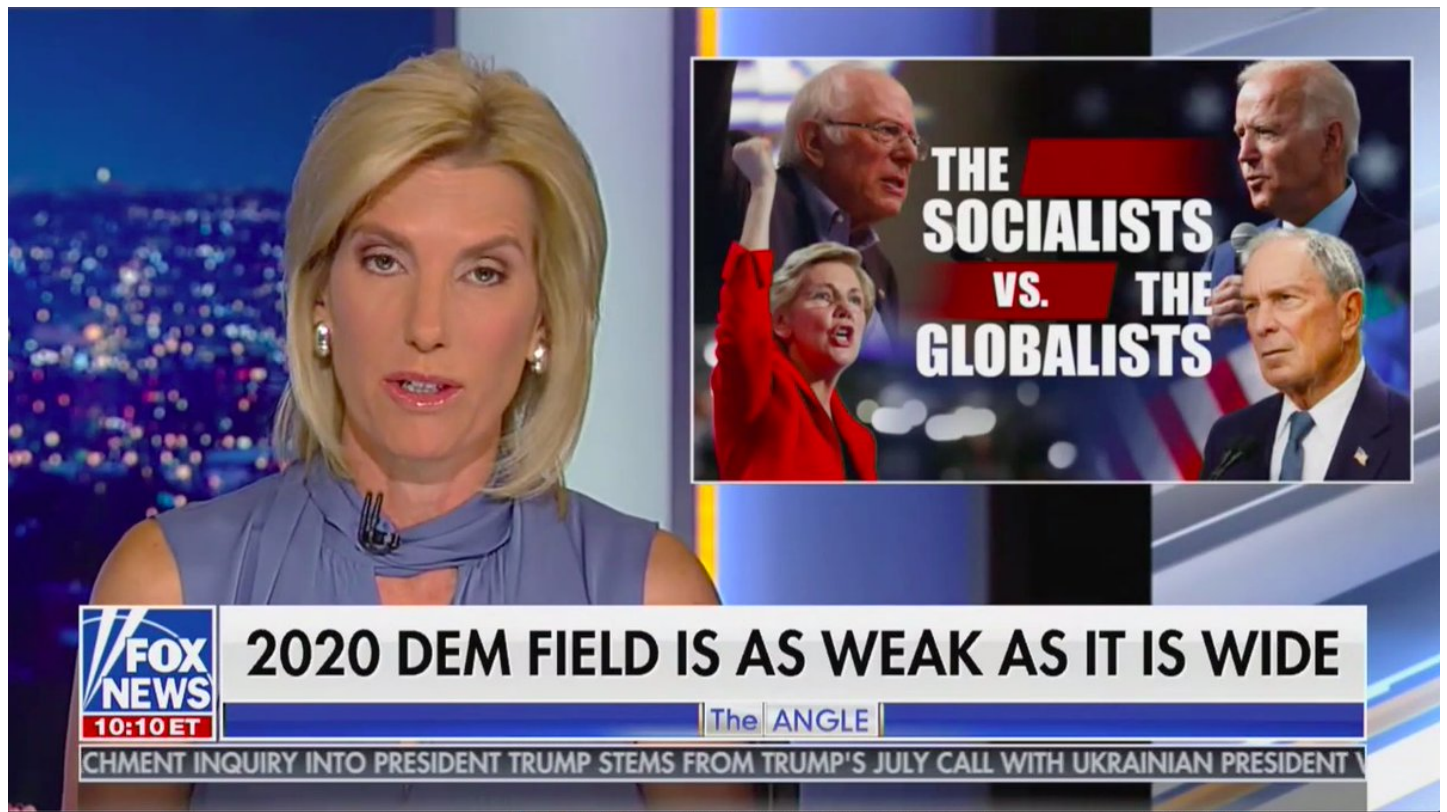 THE
SOCIALISTS
VS. THE
GLOBALISTS
FOX
NEWS
10:10 ET
2020 DEM FIELD IS AS WEAK AS IT IS WIDE
The ANGLE
CHMENT INQUIRY INTO PRESIDENT TRUMP STEMS FROM TRUMP'S JULY CALL WITH UKRAINIAN PRESIDENT